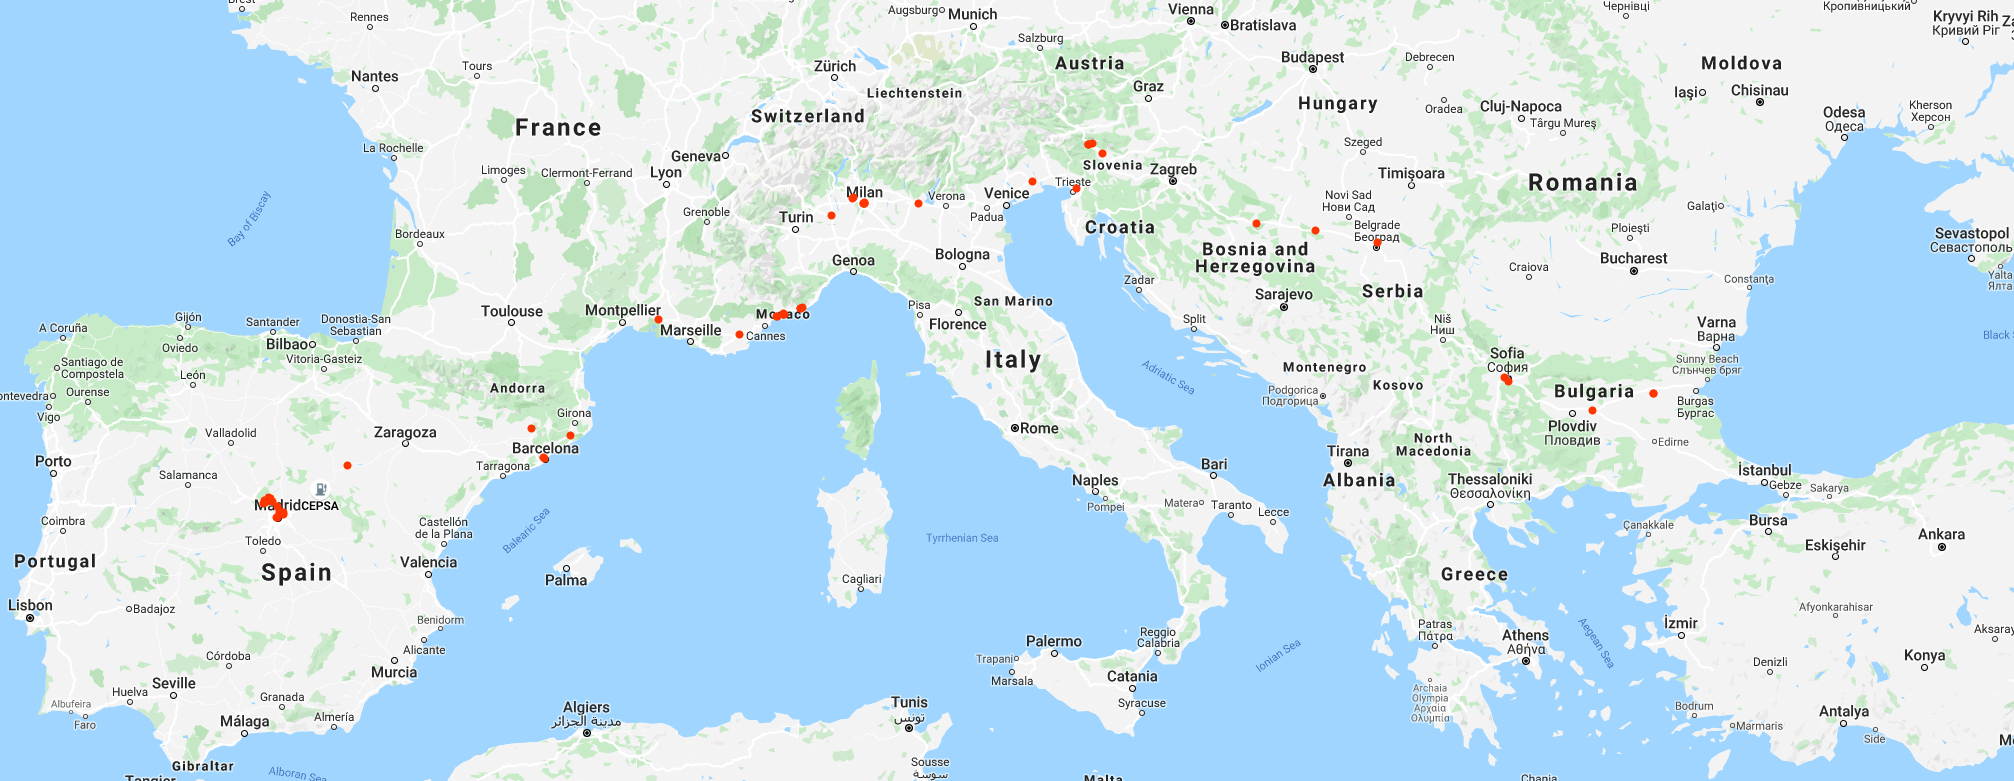 Brest
Rennes
Augsburg
Munich
Vienna
Bratislava
Чернівці
Кропивницький
Kryvyi Rih
Кривий Ріг
Salzburg
Nantes
Tours
Zürich
Liechtenstein
Austria
Budapest
Debrecen
Moldova
Graz
Hungary
Oradea
Cluj-Napoca
Iași
Chisinau
Odesa
Одеса
Kherson
Херсон
Switzerland
France
Târgu Mureș
La Rochelle
Geneva
Szeged
Limoges
Clermont-Ferrand
Lyon
Slovenia
Zagreb
Timișoara
Romania
Trieste
Milan
Verona
Venice
Novi Sad
Нови Сад
Galați
Grenoble
Turin
Padua
Croatia
Belgrade
Београд
Ploiești
Sevastopol
Севастополь
Bay of Biscay
Bordeaux
Bosnia and
Herzegovina
Genoa
Bologna
Craiova
Bucharest
Constanța
Yalta
Ялта
Zadar
Sarajevo
Serbia
A Coruña
Gijón
Santander
Donostia-San
Sebastian
Toulouse
Montpellier
Monaco
Pisa
San Marino
Florence
Split
Niš
Ниш
Varna
Варна
Oviedo
Bilbao
Marseille
Cannes
Vitoria-Gasteiz
Santiago de
Compostela
León
Andorra
Italy
Adriatic Sea
Montenegro
Kosovo
Sofia
София
Sunny Beach
Слънчев бряг
Bulgaria
Ourense
Vigo
Podgorica
Подгорица
Burgas
Бургас
Girona
Valladolid
Zaragoza
Rome
North
Macedonia
Plovdiv
Пловдив
Edirne
Porto
Barcelona
Tarragona
Tirana
Albania
Bari
Salamanca
Naples
Pompei
Matera
Taranto
Lecce
Thessaloniki
Θεσσαλονίκη
İstanbul
Gebze
Sakarya
Madrid
CEPSA
Coimbra
Castellón
de la Plana
Balearic Sea
Tyrrhenian Sea
Çanakkale
Bursa
Eskişehir
Ankara
Toledo
Portugal
Spain
Valencia
Palma
Cagliari
Greece
Lisbon
Badajoz
Benidorm
Afyonkarahisar
Patras
Πάτρα
Athens
Αθήνα
Aegean Sea
İzmir
Alicante
Palermo
Reggio
Calabria
Ionian Sea
Konya
Córdoba
Murcia
Trapani
Marsala
Denizli
Seville
Huelva
Granada
Catania
Archaia
Olympia
Αρχαία
Ολυμπία
Albufeira
Faro
Málaga
Almería
Algiers
مدينة الجزائر
Tunis
تونس
Syracuse
Bodrum
Marmaris
Antalya
Side
Gibraltar
Alboran Sea
Sousse
سوسة
Malta
Chania